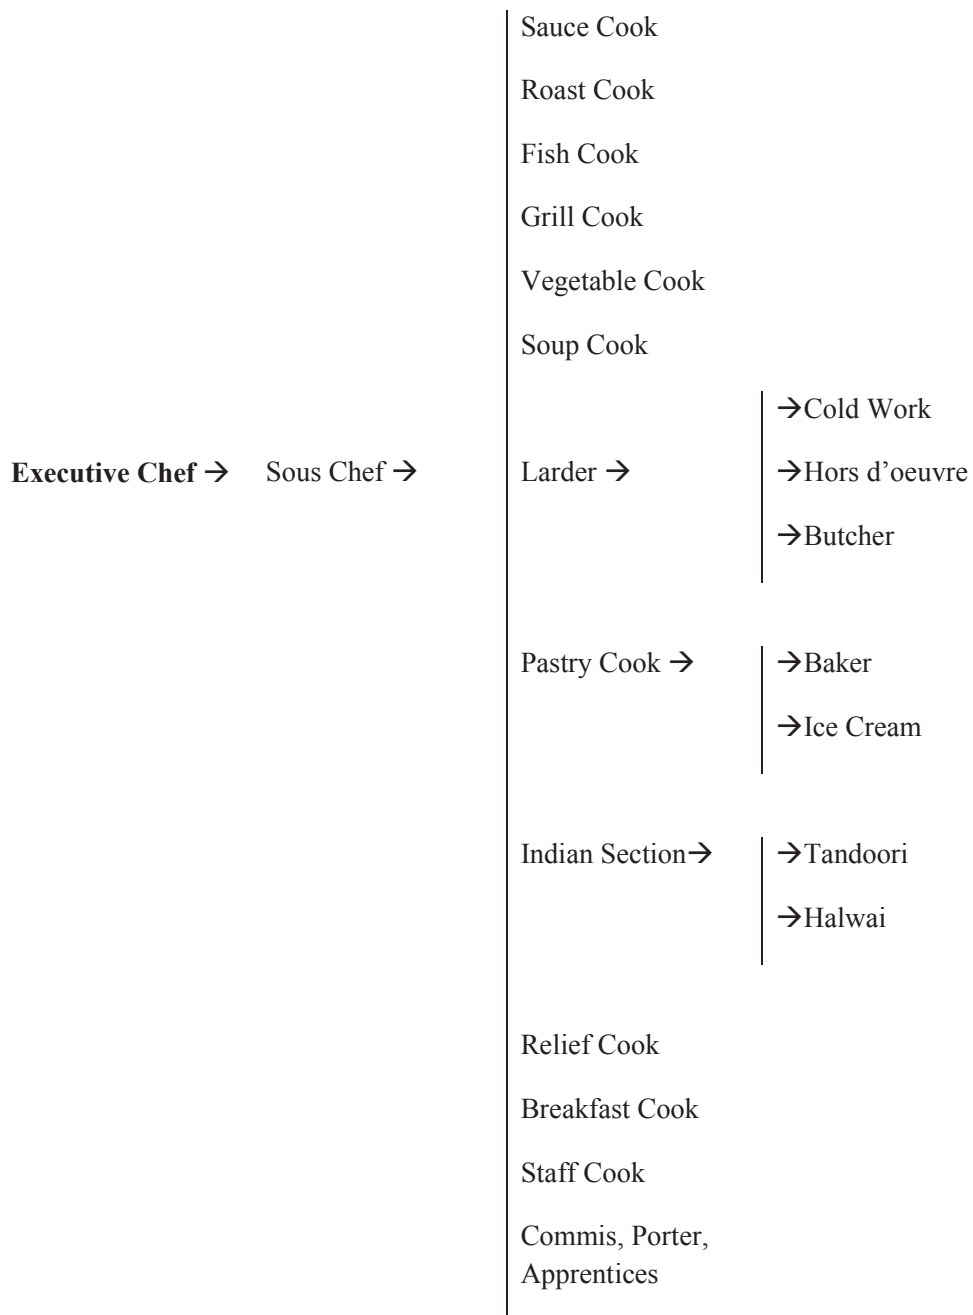 Sauce Cook
Roast Cook
Fish Cook
Grill Cook
Vegetable Cook
Soup Cook
→Cold Work
Executive Chef → Sous Chef → Larder → →Hors d’oeuvre
→Butcher
Pastry Cook → →Baker
→Ice Cream
Indian Section→ →Tandoori
→Halwai
Relief Cook
Breakfast Cook
Staff Cook
Commis, Porter,
Apprentices